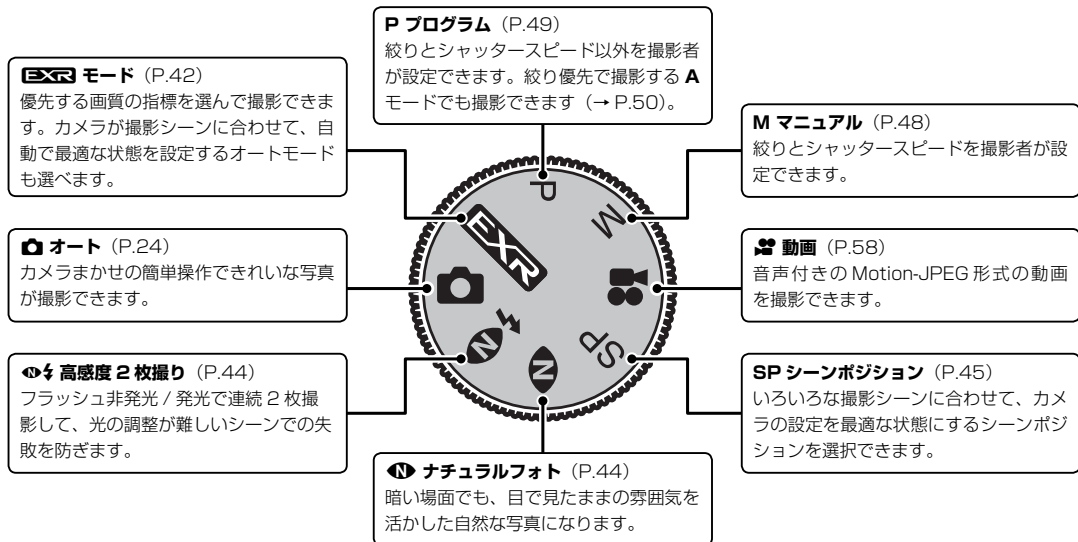 P プログラム（P.49）
絞りとシャッタースピード以外を撮影者
が設定できます。絞り優先で撮影する A
モードでも撮影できます（→ P.50）。
EXR モード（P.42）
優先する画質の指標を選んで撮影できま
す。カメラが撮影シーンに合わせて、自
動で最適な状態を設定するオートモード
も選べます。
M マニュアル（P.48）
絞りとシャッタースピードを撮影者が設
定できます。
オート（P.24）
カメラまかせの簡単操作できれいな写真
が撮影できます。
動画（P.58）
音声付きの Motion-JPEG 形式の動画
を撮影できます。
N 高感度 2 枚撮り（P.44）
フラッシュ非発光 / 発光で連続 2 枚撮
影して、光の調整が難しいシーンでの失
敗を防ぎます。
SP シーンポジション（P.45）
いろいろな撮影シーンに合わせて、カメ
ラの設定を最適な状態にするシーンポジ
ションを選択できます。
N ナチュラルフォト（P.44）
暗い場面でも、目で見たままの雰囲気を
活かした自然な写真になります。
P
M
EXR
SP
N
N